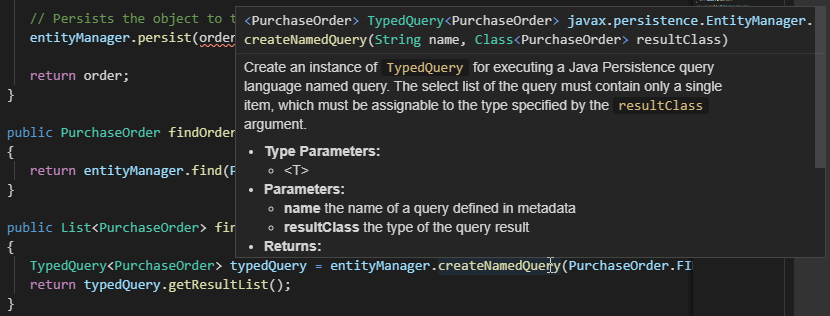 // Persists the object to t
entityManager.persist(order
return order;
}
public PurchaseOrder findOrder
{
return entityManager.find(P
}
public List<PurchaseOrder> fin
{
TypedQuery<PurchaseOrder> typedQuery = entityManager.createNamedQuery(PurchaseOrder.FI
return typedQuery.getResultList();
}
<PurchaseOrder> TypedQuery<PurchaseOrder> javax.persistence.EntityManager.
createNamedQuery(String name, Class<PurchaseOrder> resultClass)
Create an instance of TypedQuery for executing a Java Persistence query
language named query. The select list of the query must contain only a single
item, which must be assignable to the type specified by the resultClass
argument.
• Type Parameters:
◦ <T>
• Parameters:
◦ name the name of a query defined in metadata
◦ resultClass the type of the query result
• Returns: